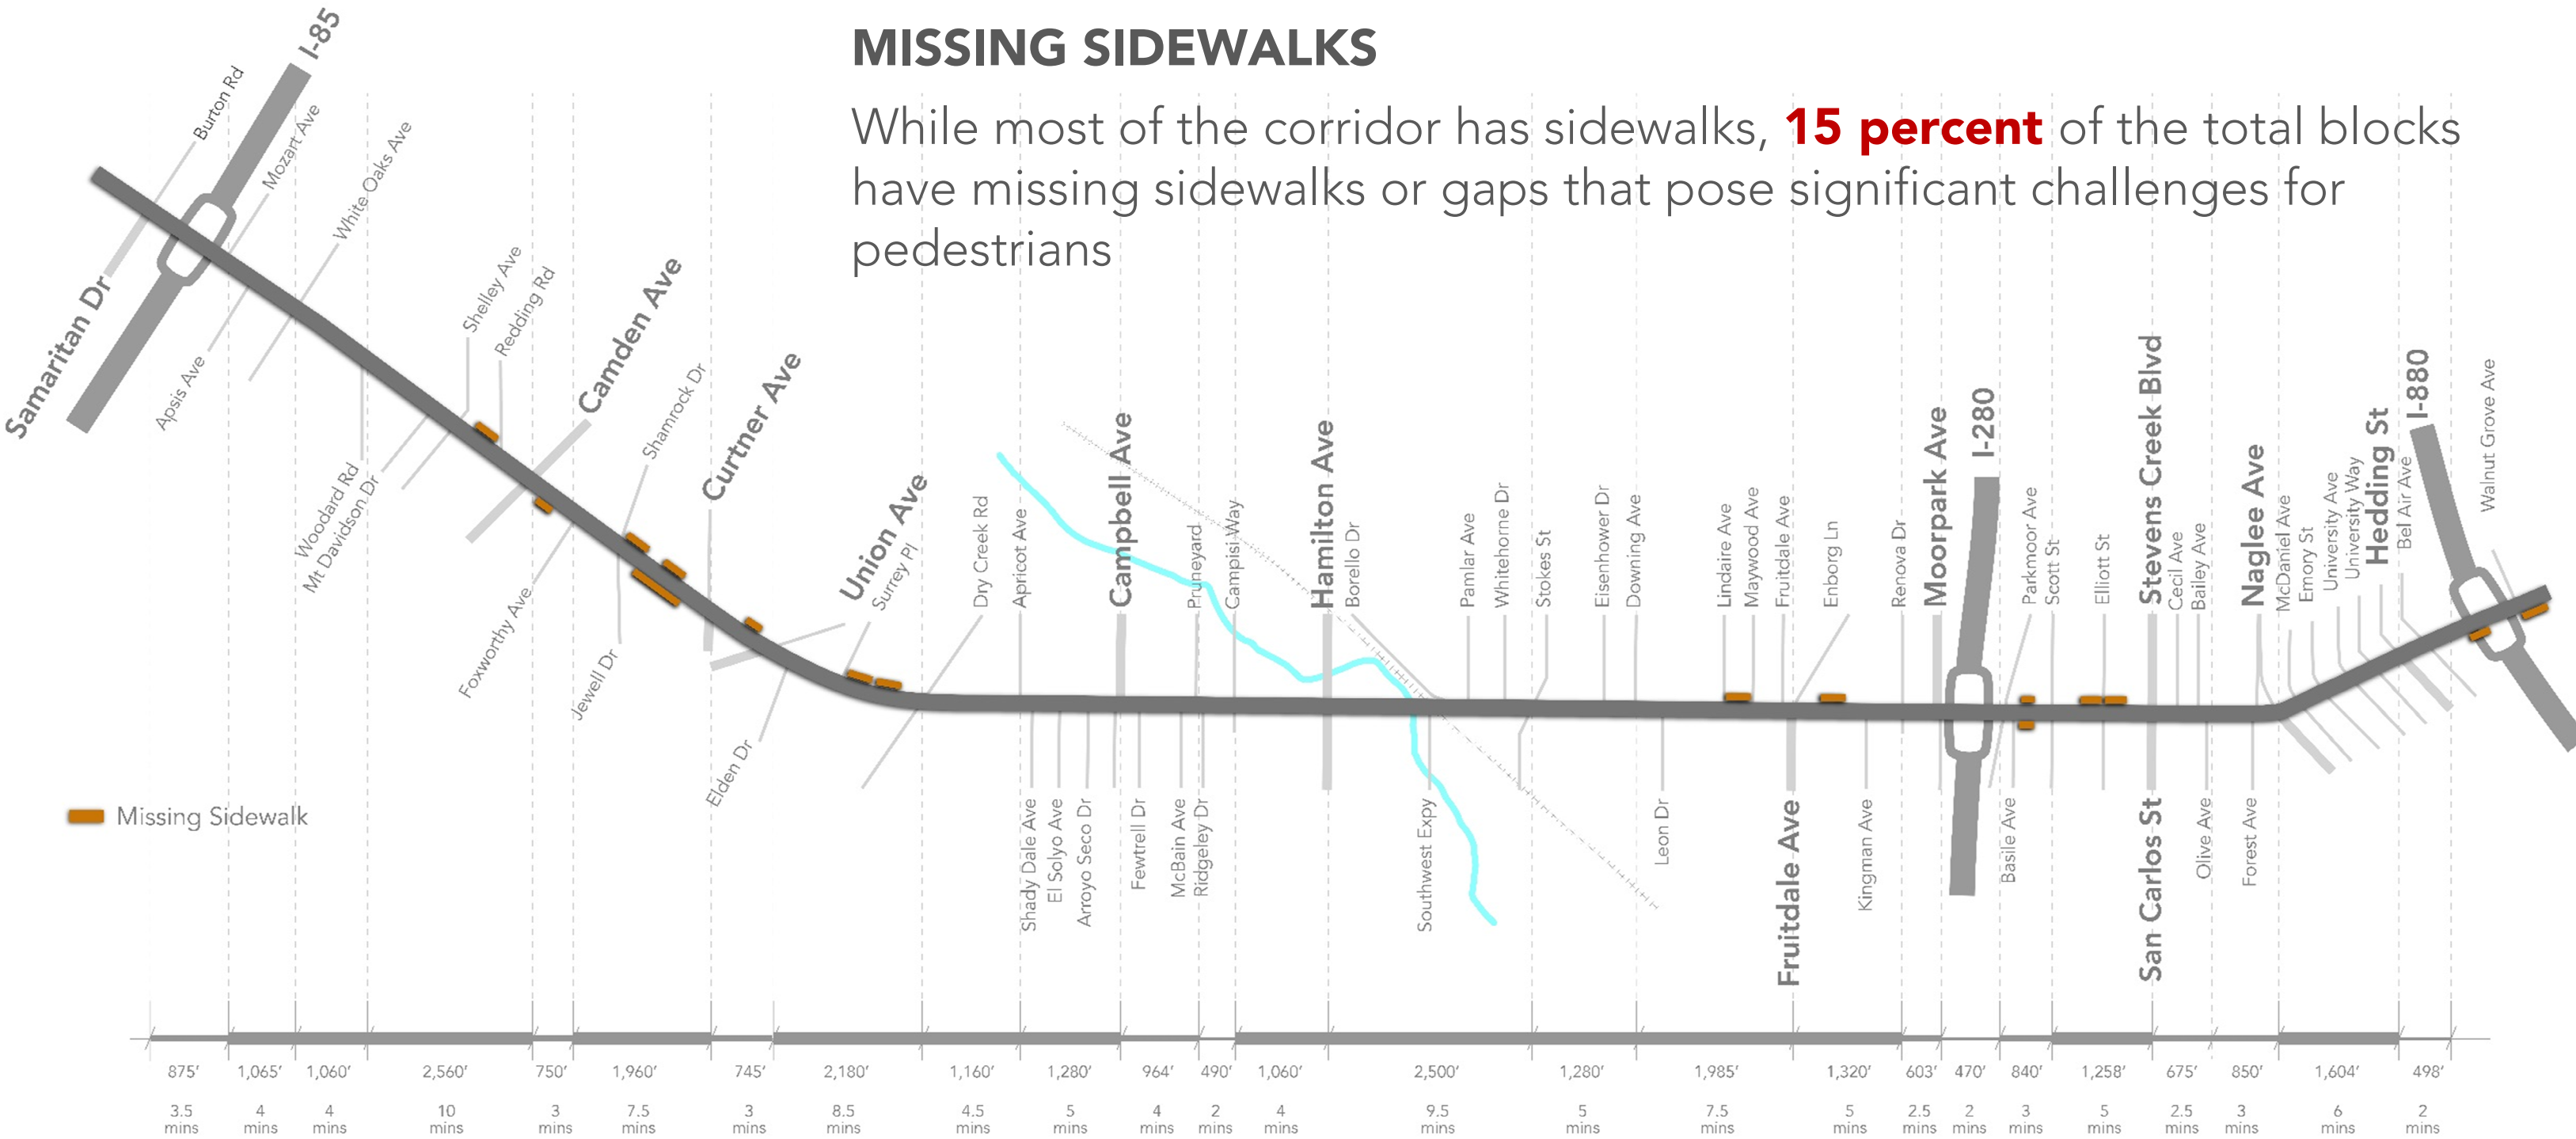 MISSING SIDEWALKS
While most of the corridor has sidewalks, 15 percent of the total blocks
have missing sidewalks or gaps that pose significant challenges for
pedestrians
I-85
Burton Rd
Mozart Ave
White Oaks Ave
Samaritan Dr
Apsis Ave
Shelley Ave
Redding Rd
Camden Ave
Woodard Rd
Mt Davidson Dr
Shamrock Dr
Curtner Ave
Foxworthy Ave
Jewell Dr
Union Ave
Surrey Pl
Elden Dr
Dry Creek Rd
Apricot Ave
Campbell Ave
Pruneyard
Campisi Way
Hamilton Ave
Borello Dr
Pamlar Ave
Whitehorne Dr
Stokes St
Eisenhower Dr
Downing Ave
Lindaire Ave
Maywood Ave
Fruitdale Ave
Enborg Ln
Renova Dr
Moorpark Ave
I-280
Parkmoor Ave
Scott St
Elliott St
Stevens Creek Blvd
Cecil Ave
Bailey Ave
Naglee Ave
McDaniel Ave
Emory St
University Ave
University Way
Hedding St
Bel Air Ave
I-880
Walnut Grove Ave
Shady Dale Ave
El Solyo Ave
Arroyo Seco Dr
Fewtrell Dr
McBain Ave
Ridgeley Dr
Southwest Expy
Leon Dr
Fruitdale Ave
Kingman Ave
Basile Ave
San Carlos St
Olive Ave
Forest Ave
Missing Sidewalk
875′ 1,065′ 1,060′ 2,560′ 750′ 1,960′ 745′ 2,180′ 1,160′ 1,280′ 964′ 490′ 1,060′ 2,500′ 1,280′ 1,985′ 1,320′ 603′ 470′ 840′ 1,258′ 675′ 850′ 1,604′ 498′
3.5 4 4 10 3 7.5 3 8.5 4.5 5 4 2 4 9.5 5 7.5 5 2.5 2 3 5 2.5 3 6 2
mins mins mins mins mins mins mins mins mins mins mins mins mins mins mins mins mins mins mins mins mins mins mins mins mins